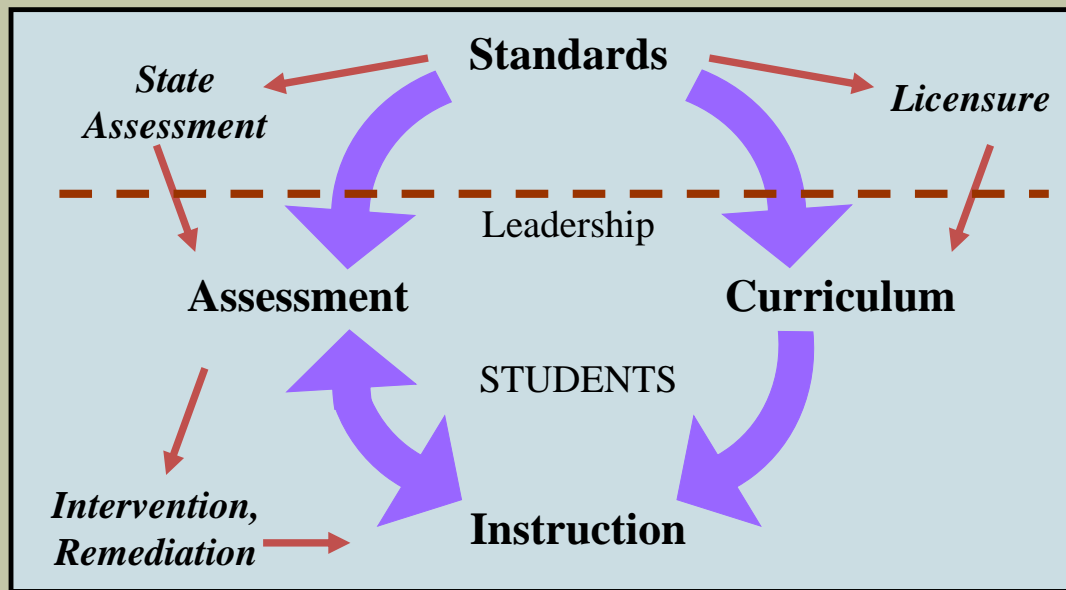 Standards
State
Assessment
Licensure
Leadership
Assessment
Curriculum
STUDENTS
Intervention,
Remediation
Instruction